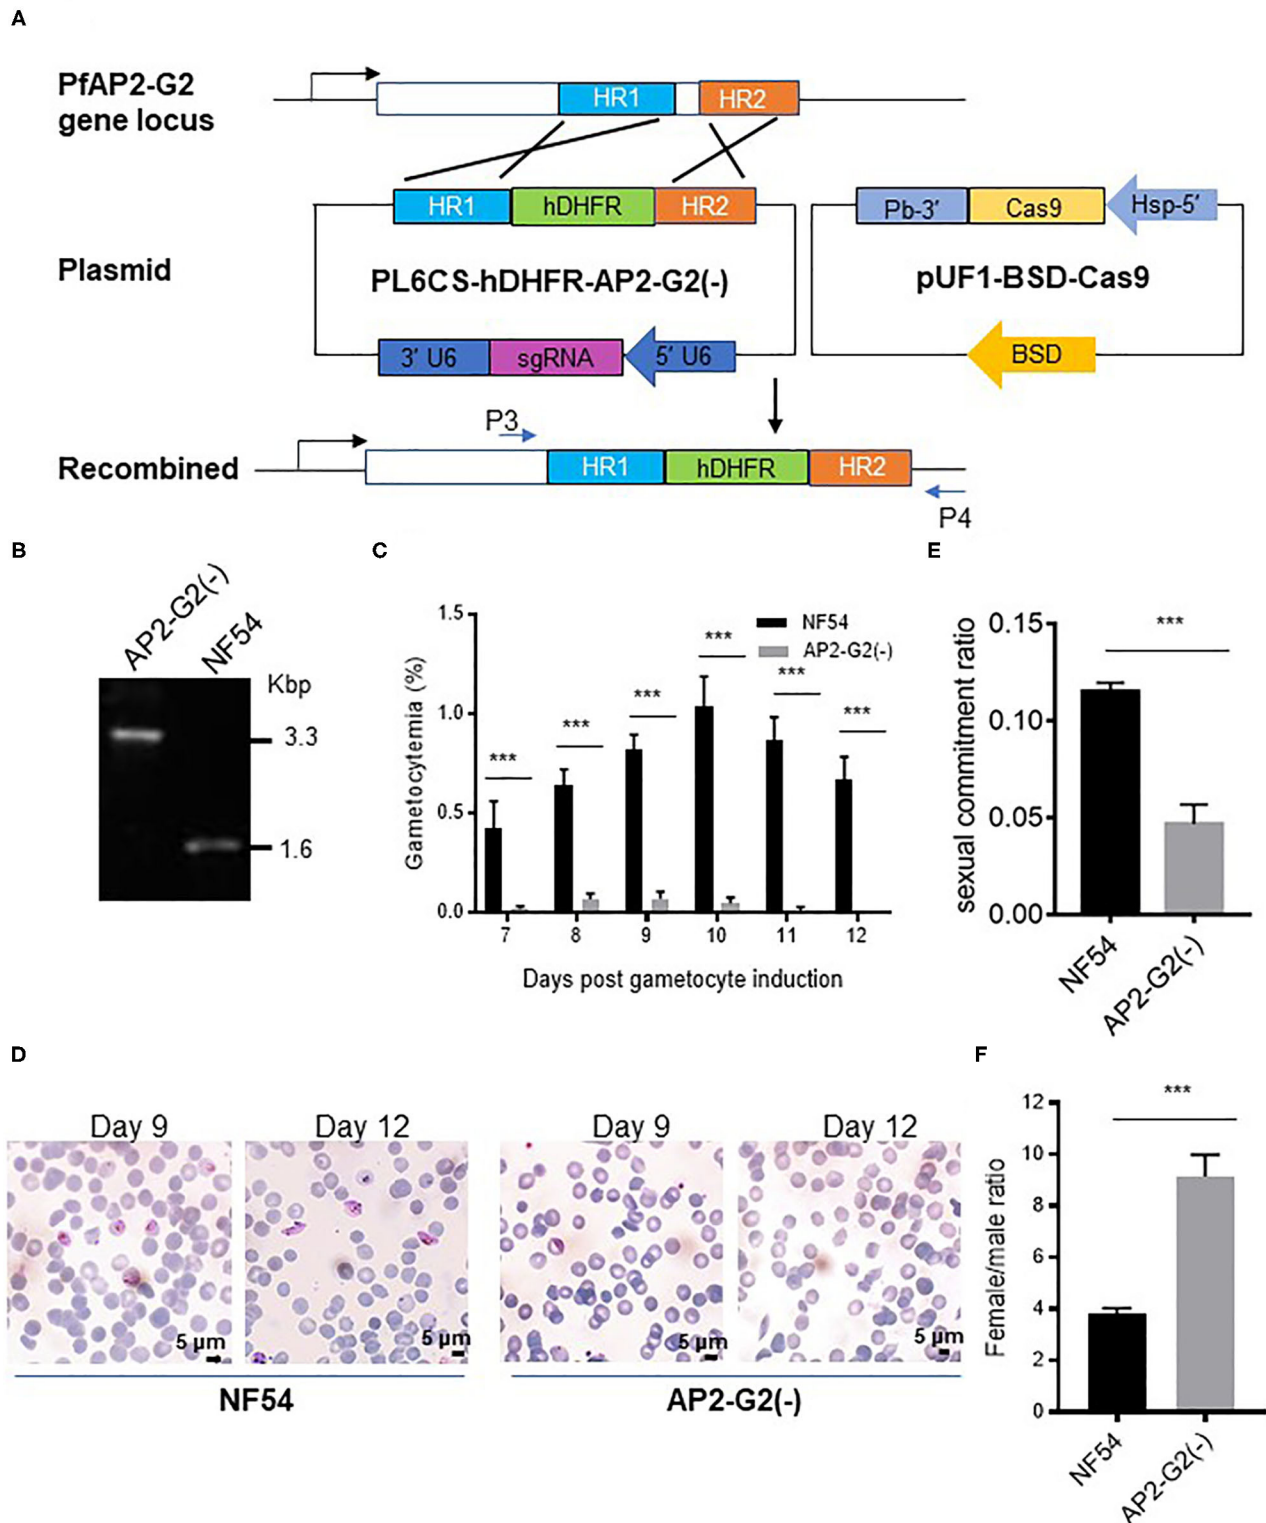 A
PfAP2-G2
gene locus
HR1
HR2
HR1
hDHFR
HR2
Pb-3′
Cas9
Hsp-5′
Plasmid
PL6CS-hDHFR-AP2-G2(-)
pUF1-BSD-Cas9
3′ U6
sgRNA
5′ U6
BSD
P3
Recombined
HR1
hDHFR
HR2
P4
B
AP2-G2(-)
NF54
Kbp
3.3
1.6
C
1.5
1.0
0.5
0.0
Gametocytemia (%)
NF54
AP2-G2(-)
***
***
***
***
***
***
7
8
9
10
11
12
Days post gametocyte induction
E
0.15
0.10
0.05
0.00
sexual commitment ratio
***
NF54
AP2-G2(-)
D
Day 9
Day 12
Day 9
Day 12
5 μm
5 μm
5 μm
5 μm
NF54
AP2-G2(-)
F
12
10
8
6
4
2
0
Female/male ratio
***
NF54
AP2-G2(-)